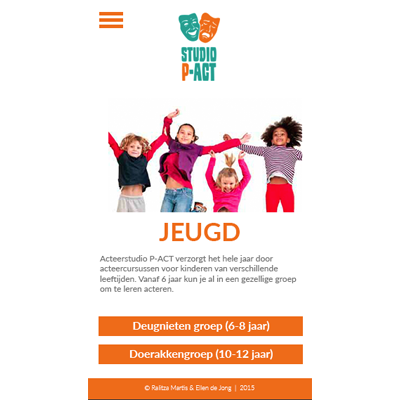 STUDIO
P-ACT
JEUGD
Acteerstudio P-ACT verzorgt het hele jaar door
acteercursussen voor kinderen van verschillende
leeftijden. Vanaf 6 jaar kun je al in een gezellige groep
om te leren acteren.
Deugnieten groep (6-8 jaar)
Doerakkengroep (10-12 jaar)
© Ralitza Martis & Ellen de Jong | 2015